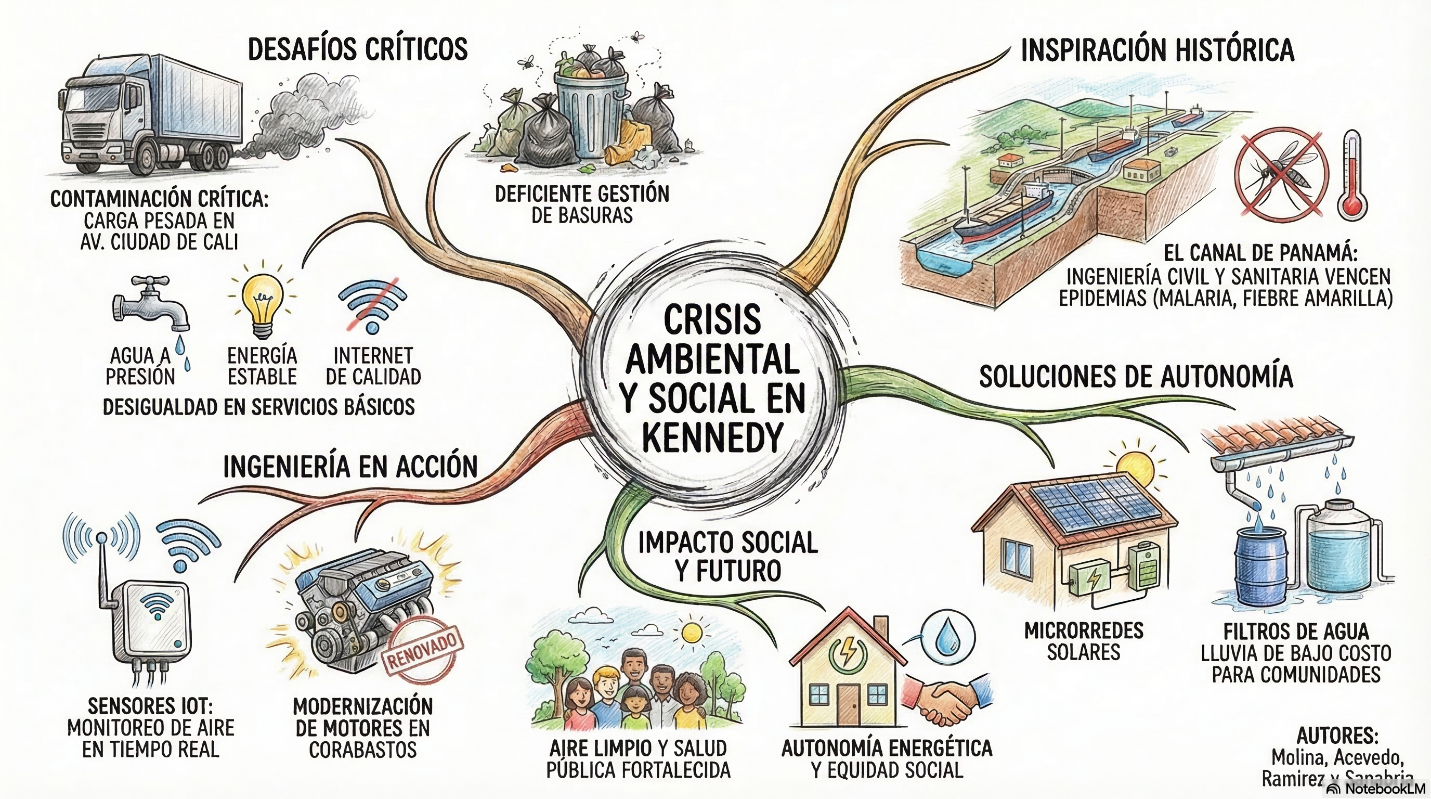 DESAFÍOS CRÍTICOS
CONTAMINACIÓN CRÍTICA:
CARGA PESADA EN
AV. CIUDAD DE CALI
DEFICIENTE GESTIÓN
DE BASURAS
AGUA A
PRESIÓN
ENERGÍA
ESTABLE
INTERNET
DE CALIDAD
DESIGUALDAD EN SERVICIOS BÁSICOS
INSPIRACIÓN HISTÓRICA
EL CANAL DE PANAMÁ:
INGENIERÍA CIVIL Y SANITARIA VENCEN
EPIDEMIAS (MALARIA, FIEBRE AMARILLA)
CRISIS
AMBIENTAL
Y SOCIAL EN
KENNEDY
SOLUCIONES DE AUTONOMÍA
MICRORREDES
SOLARES
FILTROS DE AGUA
LLUVIA DE BAJO COSTO
PARA COMUNIDADES
INGENIERÍA EN ACCIÓN
SENSORES IOT:
MONITOREO DE AIRE
EN TIEMPO REAL
RENOVADO
MODERNIZACIÓN
DE MOTORES EN
CORABASTOS
IMPACTO SOCIAL
Y FUTURO
AIRE LIMPIO Y SALUD
PÚBLICA FORTALECIDA
AUTONOMÍA ENERGÉTICA
Y EQUIDAD SOCIAL
AUTORES:
Molina, Acevedo,
Ramirez y Sanabria
NotebookLM